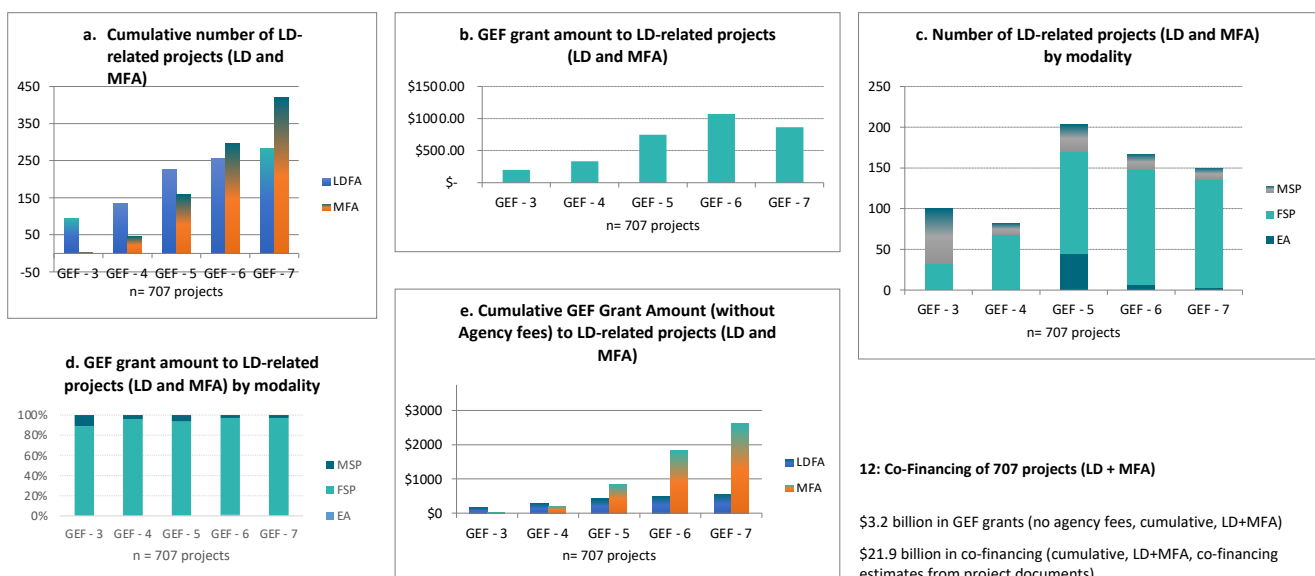 a. Cumulative number of LD-
related projects (LD and
MFA)
450
350
250
150
50
50
GEF - 3 GEF - 4 GEF - 5 GEF - 6 GEF - 7
n= 707 projects
LDFA
MFA
b. GEF grant amount to LD-related projects
(LD and MFA)
$1500.00
$1000.00
$500.00
$-
GEF - 3 GEF - 4 GEF - 5 GEF - 6 GEF - 7
n= 707 projects
c. Number of LD-related projects (LD and MFA)
by modality
250
200
150
100
50
0
GEF - 3 GEF - 4 GEF - 5 GEF - 6 GEF - 7
n= 707 projects
MSP
FSP
EA
d. GEF grant amount to LD-related
projects (LD and MFA) by modality
100%
80%
60%
40%
20%
0%
GEF - 3 GEF - 4 GEF - 5 GEF - 6 GEF - 7
n = 707 projects
MSP
FSP
EA
e. Cumulative GEF Grant Amount (without
Agency fees) to LD-related projects (LD and
MFA)
$3000
$2000
$1000
$0
GEF - 3 GEF - 4 GEF - 5 GEF - 6 GEF - 7
n= 707 projects
LDFA
MFA
12: Co-Financing of 707 projects (LD + MFA)
$3.2 billion in GEF grants (no agency fees, cumulative, LD+MFA)
$21.9 billion in co-financing (cumulative, LD+MFA, co-financing
estimates from project documents)